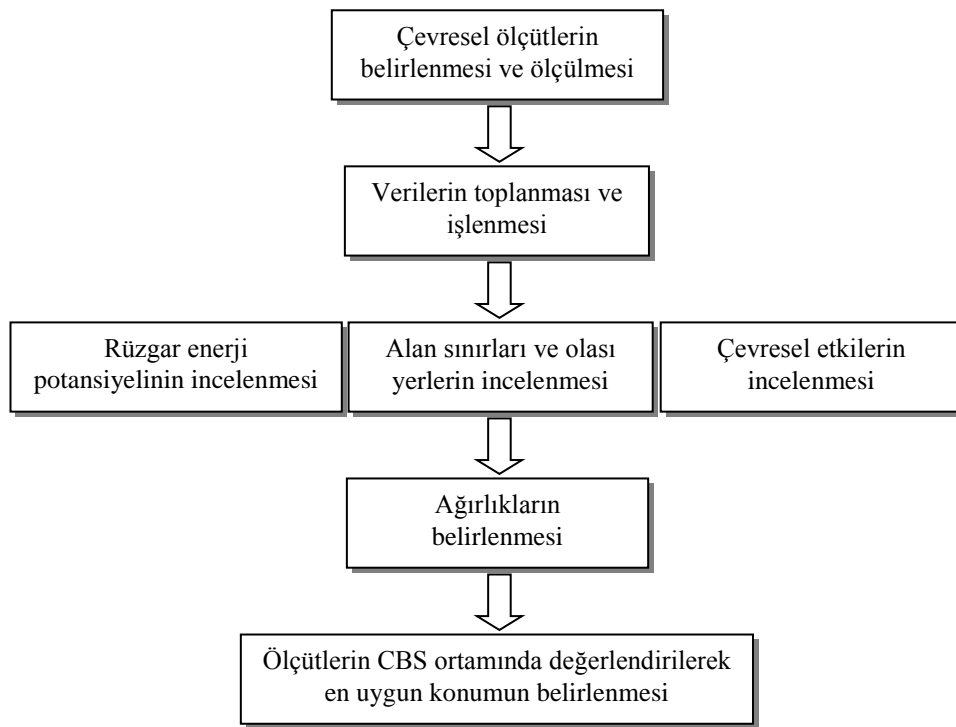 Çevresel ölçütlerin
belirlenmesi ve ölçülmesi
Verilerin toplanması ve
işlenmesi
Rüzgar enerji
potansiyelinin incelenmesi
Alan sınırları ve olası
yerlerin incelenmesi
Çevresel etkilerin
incelenmesi
Ağırlıkların
belirlenmesi
Ölçütlerin CBS ortamında değerlendirilerek
en uygun konumun belirlenmesi